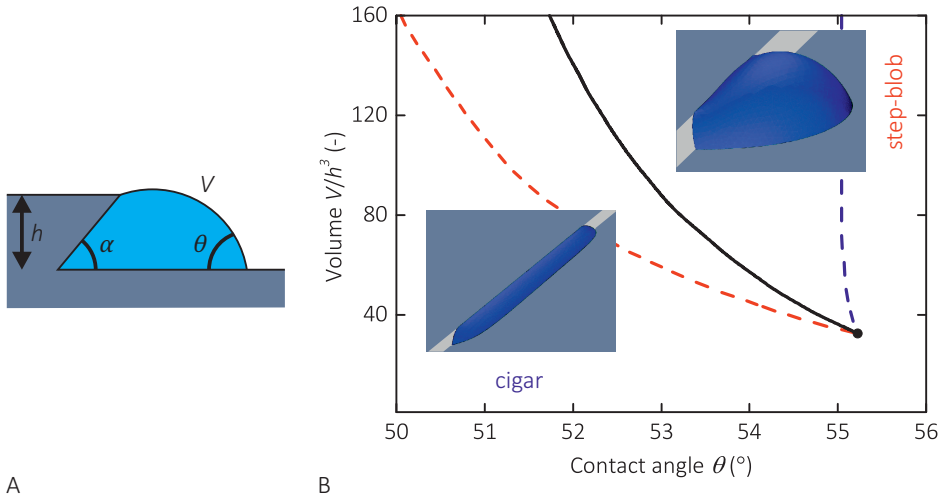 V
h
α
θ
A
160
120
80
40
Volume V/h³ (-)
step-blob
cigar
50 51 52 53 54 55 56
Contact angle θ (°)
B